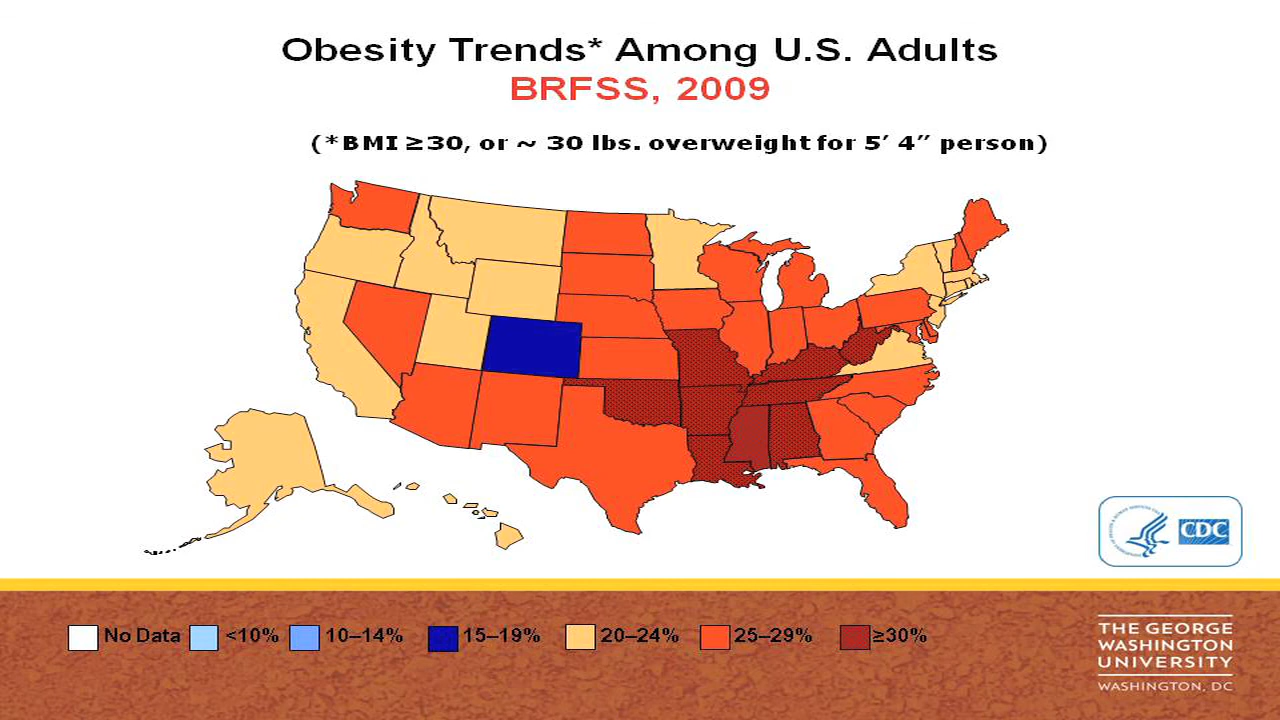 Obesity Trends* Among U.S. Adults
BRFSS, 2009
(*BMI ≥30, or ~ 30 lbs. overweight for 5’ 4” person)
CDC
No Data <10% 10–14% 15–19% 20–24% 25–29% ≥30%
THE GEORGE
WASHINGTON
UNIVERSITY
WASHINGTON, DC